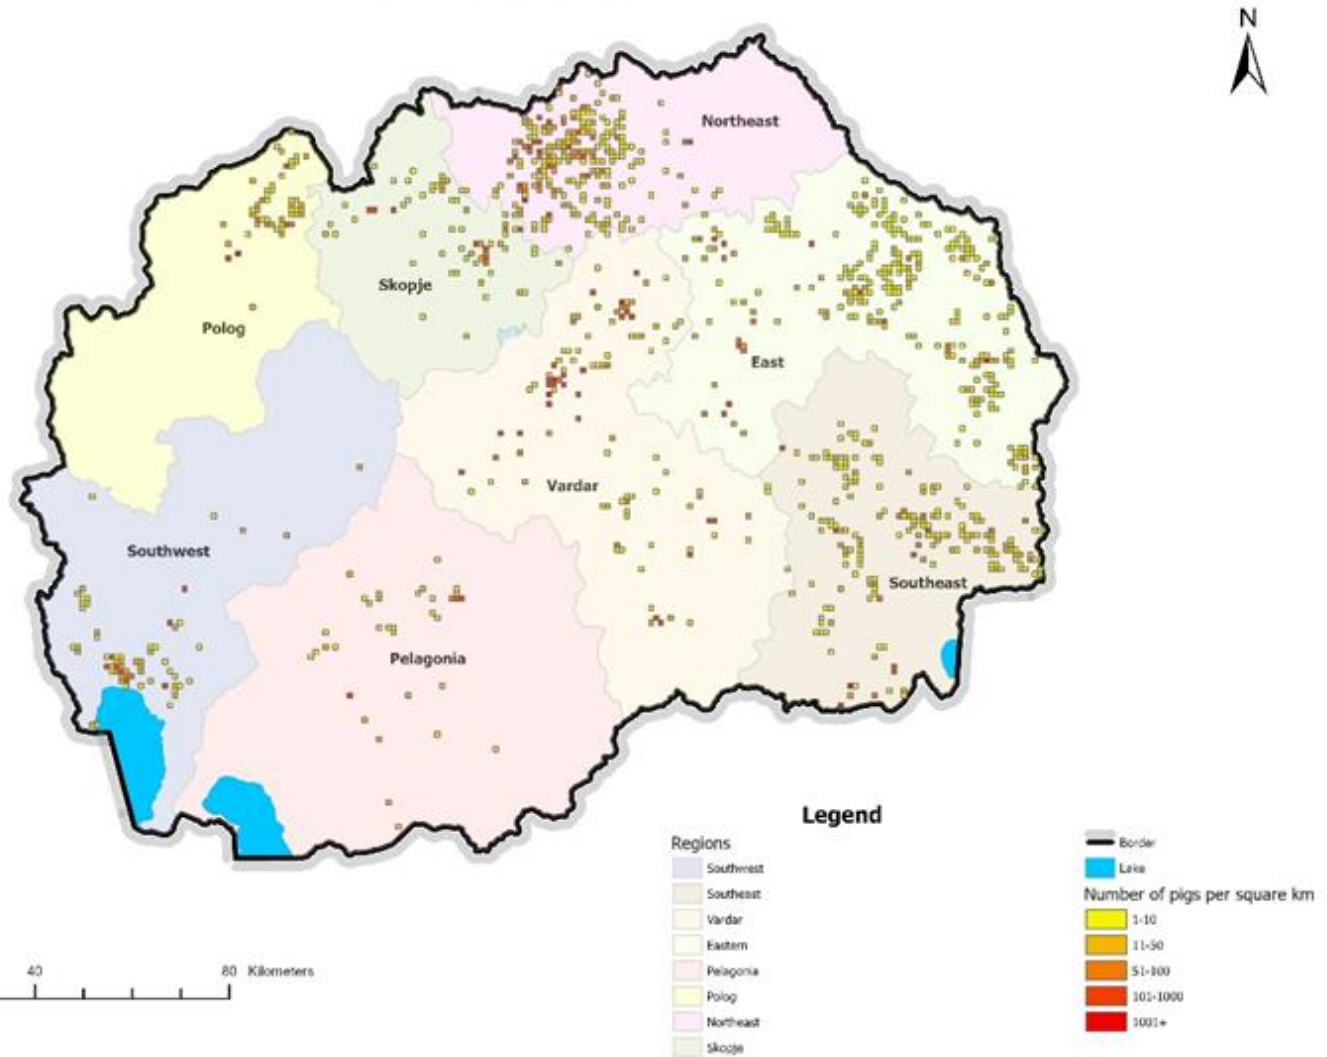 N
Northeast
Skopje
Polog
East
Vardar
Southwest
Southeast
Pelagonia
Legend
Regions
Southwest
Southeast
Vardar
Eastern
Pelagonia
Polog
Northeast
Skopje
Border
Lake
Number of pigs per square km
1-10
11-50
51-100
101-1000
1001+
40 80 Kilometers